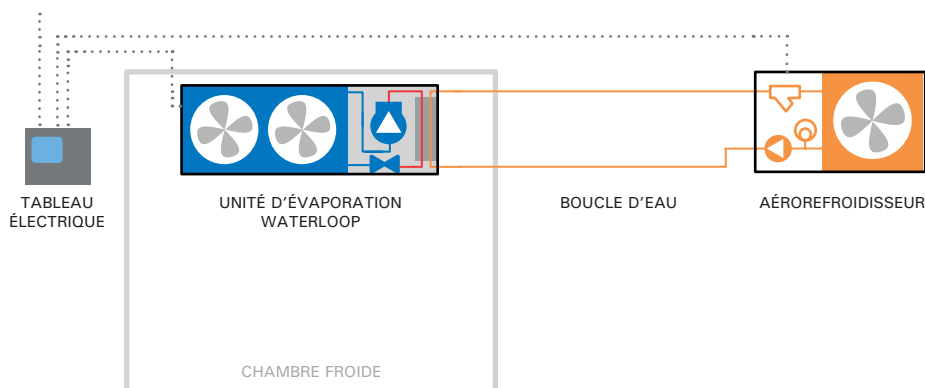 TABLEAU
ÉLECTRIQUE
UNITÉ D'ÉVAPORATION
WATERLOOP
BOUCLE D'EAU
AÉROREFROIDISSEUR
CHAMBRE FROIDE